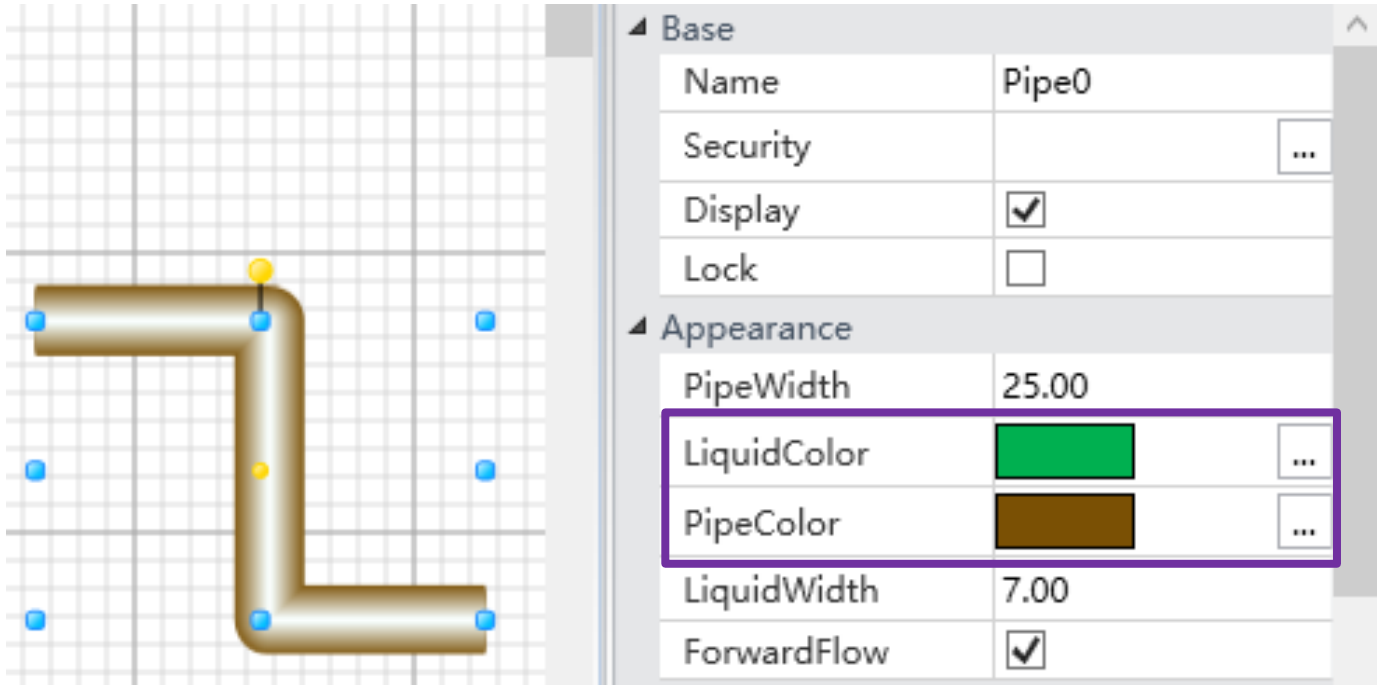 Base
Name Pipe0
Security ...
Display
Lock
Appearance
PipeWidth 25.00
LiquidColor ...
PipeColor ...
LiquidWidth 7.00
ForwardFlow